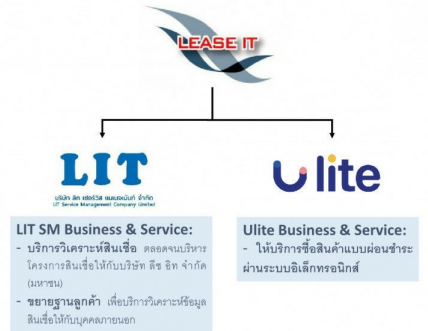 LEASE IT
LIT
บริษัท ลิท เซอร์วิส แมเนจเม้นท์ จำกัด
LIT Service Management Company Limited
Ulite
LIT SM Business & Service:
- บริการวิเคราะห์สินเชื่อ ตลอดจนบริหาร
โครงการสินเชื่อให้กับบริษัท ลีซ อิท จำกัด
(มหาชน)
- ขยายฐานลูกค้า เพื่อบริการวิเคราะห์ข้อมูล
สินเชื่อให้กับบุคคลภายนอก
Ulite Business & Service:
- ให้บริการซื้อสินค้าแบบผ่อนชำระ
ผ่านระบบอิเล็กทรอนิกส์